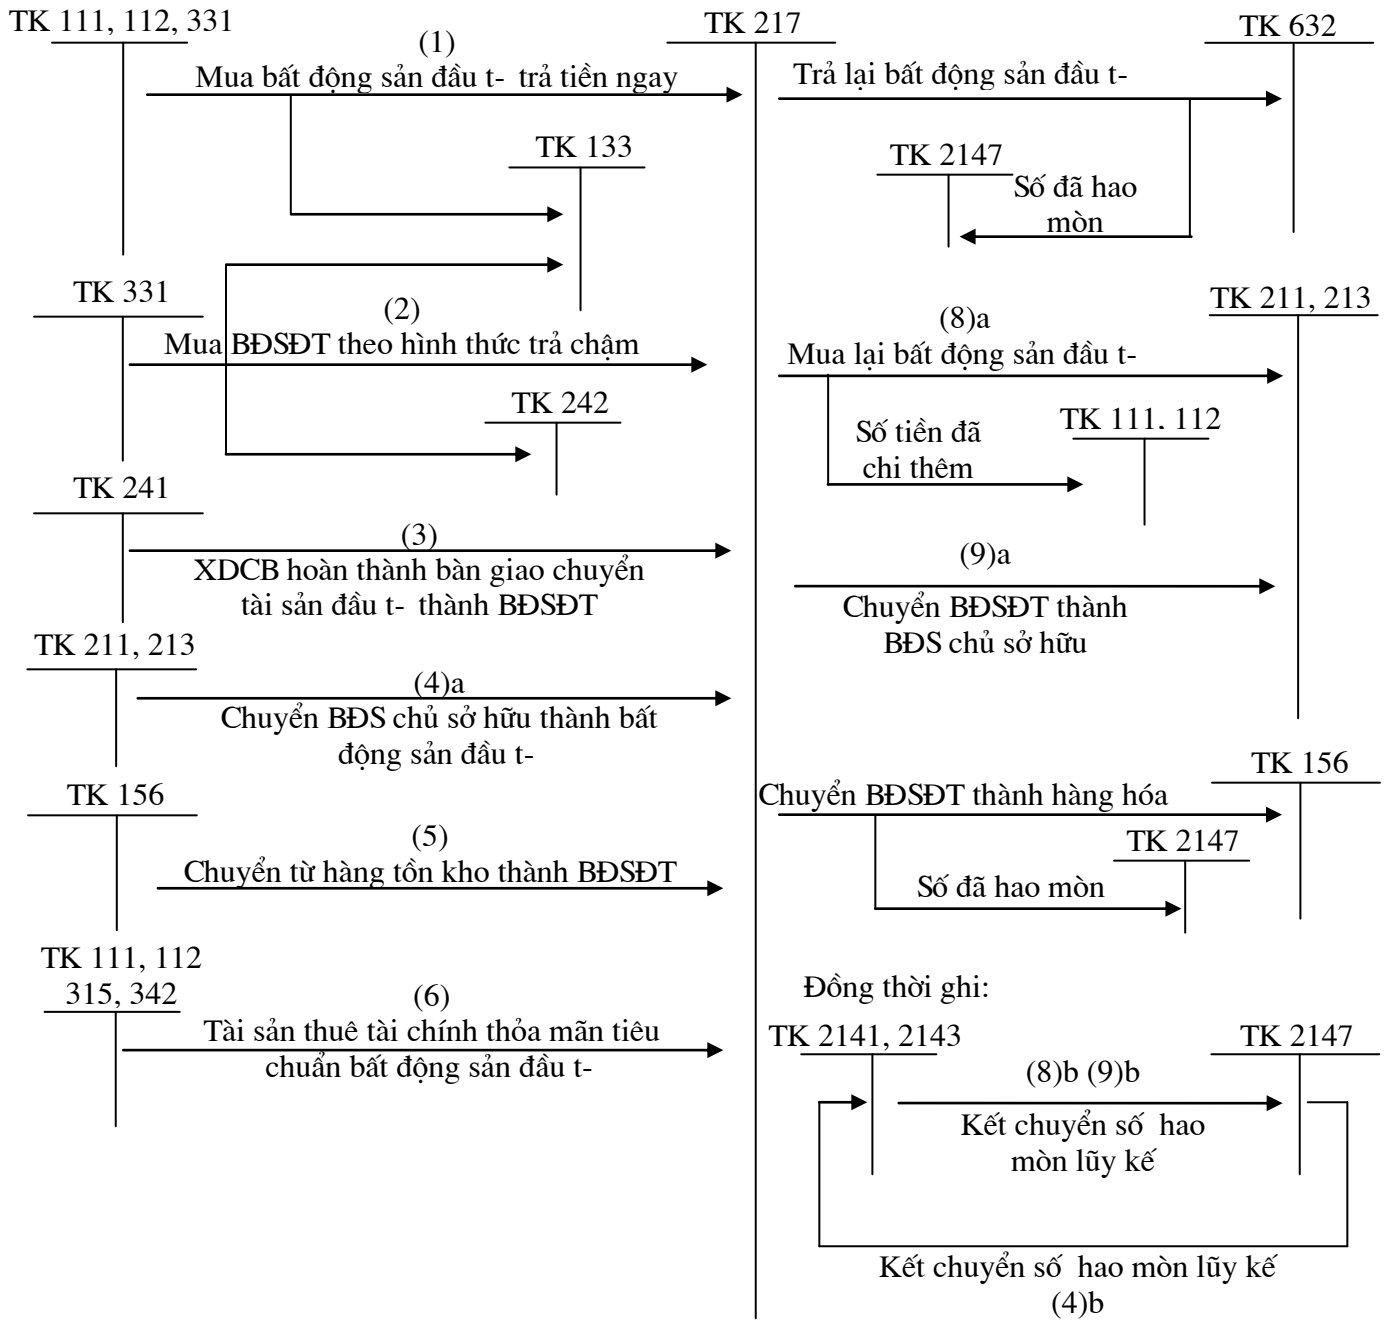 TK 111, 112, 331
(1)
Mua bất động sản đầu t- trả tiền ngay
TK 133
TK 331
(2)
Mua BĐSĐT theo hình thức trả chậm
TK 242
TK 241
(3)
XDCB hoàn thành bàn giao chuyển
tài sản đầu t- thành BĐSĐT
TK 211, 213
(4)a
Chuyển BĐS chủ sở hữu thành bất
động sản đầu t-
TK 156
(5)
Chuyển từ hàng tồn kho thành BĐSĐT
TK 111, 112
315, 342
(6)
Tài sản thuê tài chính thỏa mãn tiêu
chuẩn bất động sản đầu t-
TK 217
TK 632
Trả lại bất động sản đầu t-
TK 2147
Số đã hao
mòn
TK 211, 213
(8)a
Mua lại bất động sản đầu t-
TK 111, 112
Số tiền đã
chi thêm
(9)a
Chuyển BĐSĐT thành
BĐS chủ sở hữu
TK 156
Chuyển BĐSĐT thành hàng hóa
TK 2147
Số đã hao mòn
Đồng thời ghi:
TK 2141, 2143
TK 2147
(8)b (9)b
Kết chuyển số hao
mòn lũy kế
Kết chuyển số hao mòn lũy kế
(4)b